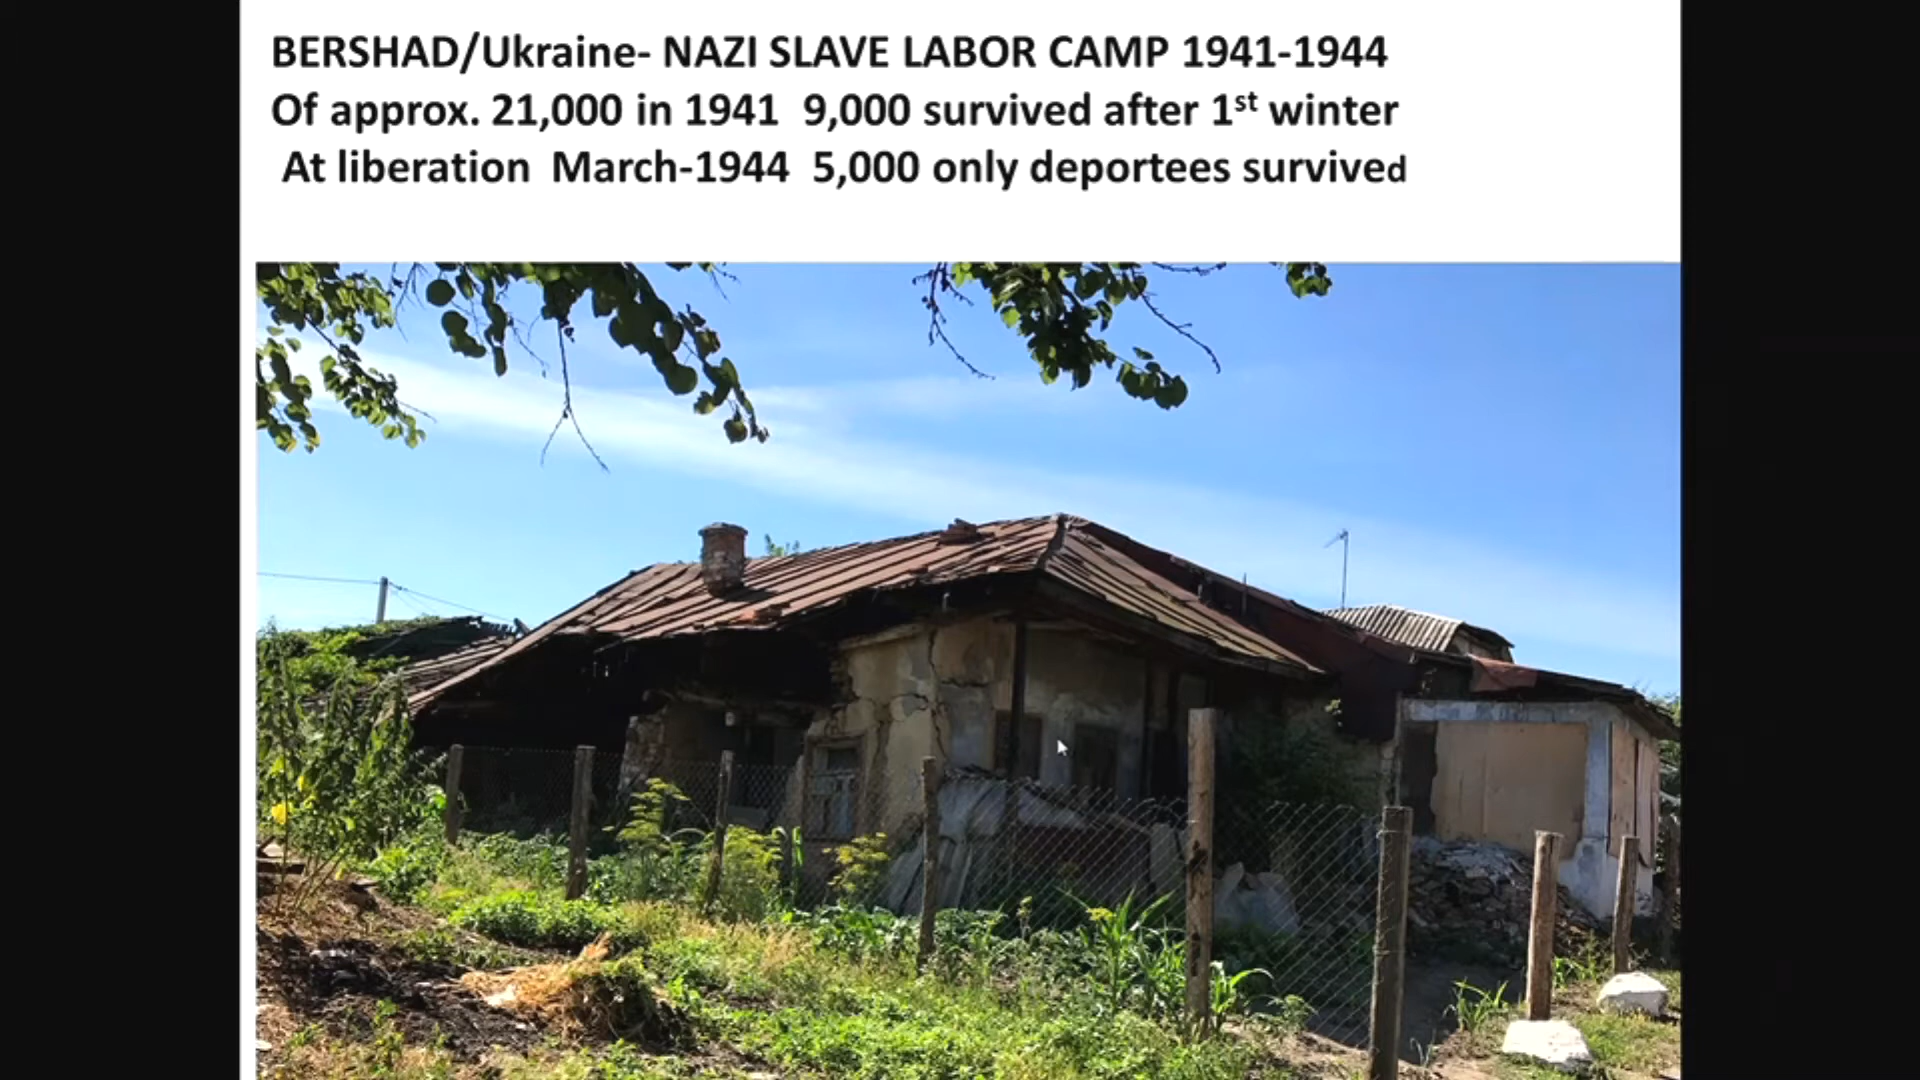 BERSHAD/Ukraine- NAZI SLAVE LABOR CAMP 1941-1944
Of approx. 21,000 in 1941  9,000 survived after 1st winter
At liberation  March-1944  5,000 only deportees survived